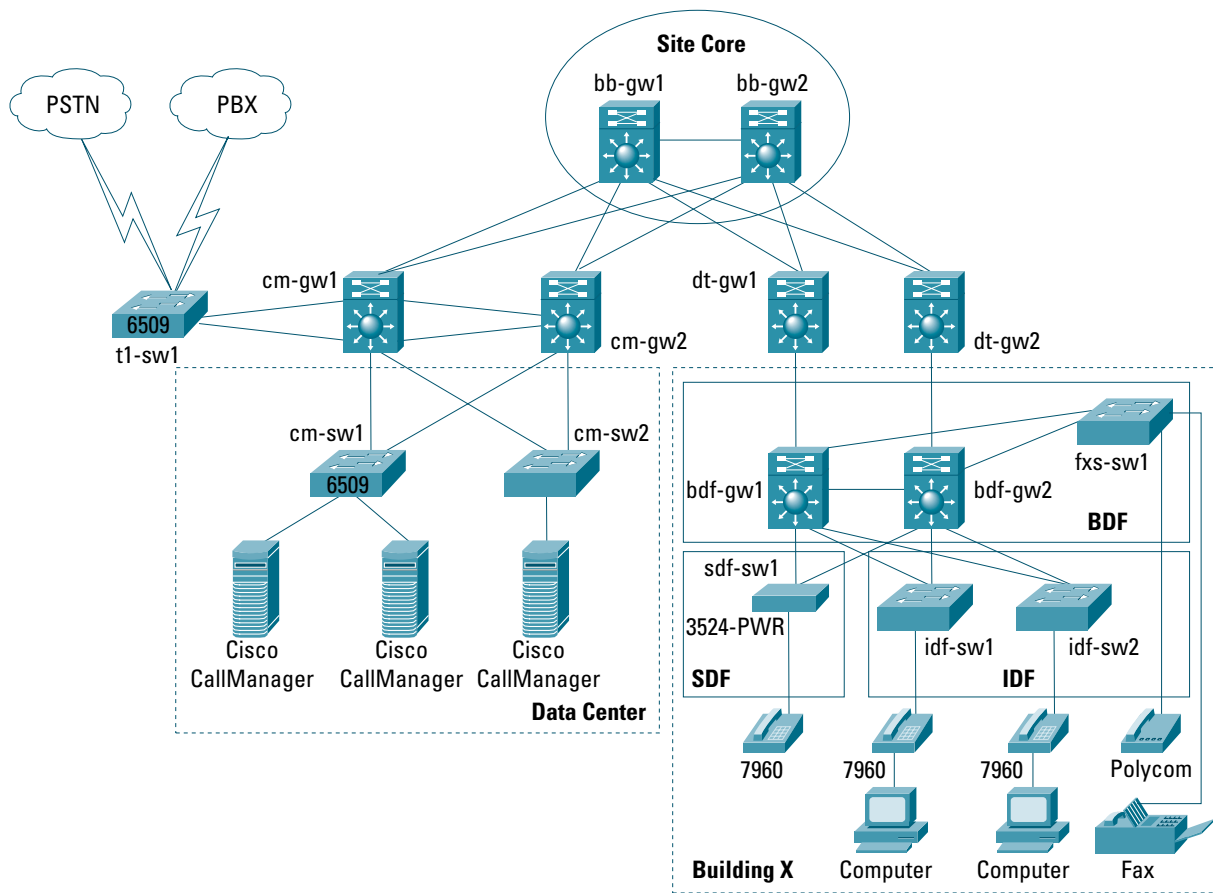 Site Core
bb-gw1
bb-gw2
PSTN
PBX
cm-gw1
dt-gw1
6509
t1-sw1
cm-gw2
dt-gw2
cm-sw1
cm-sw2
6509
fxs-sw1
bdf-gw1
bdf-gw2
BDF
sdf-sw1
3524-PWR
SDF
idf-sw1
idf-sw2
IDF
Cisco
CallManager
Cisco
CallManager
Cisco
CallManager
Data Center
7960
7960
7960
Polycom
Building X
Computer
Computer
Fax